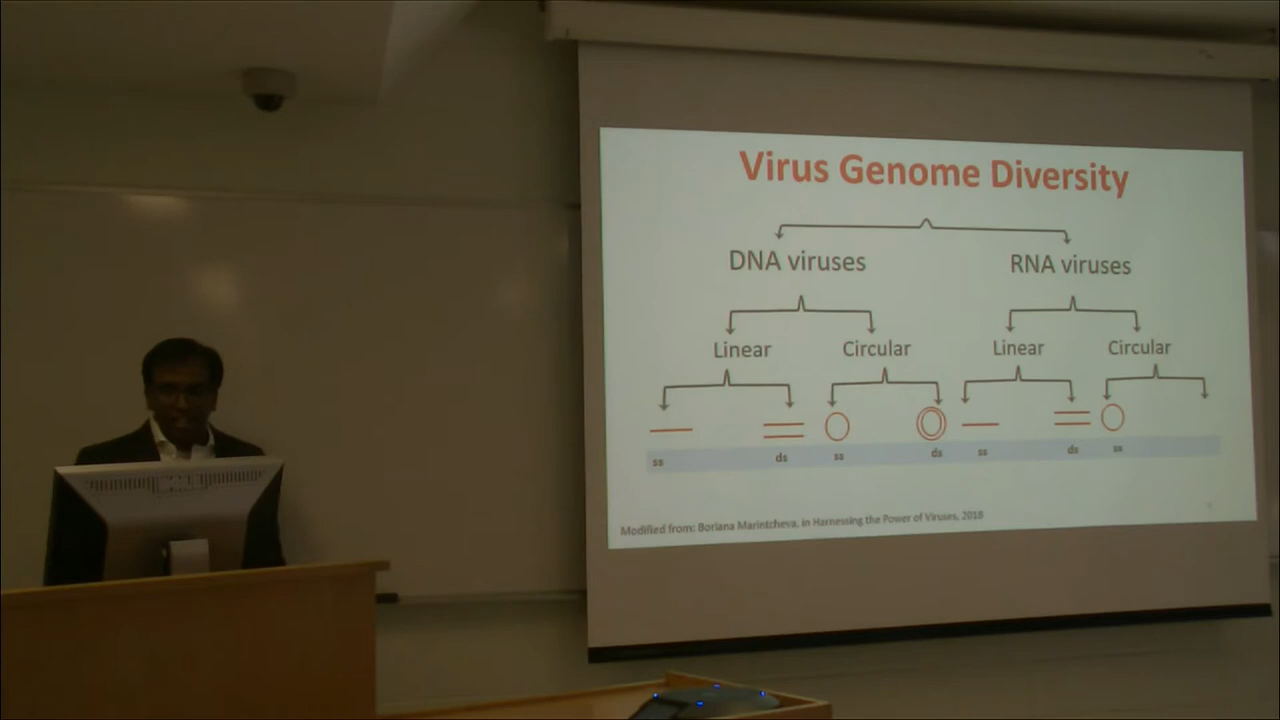 Virus Genome Diversity
DNA viruses RNA viruses
Linear Circular Linear Circular
ss ds ss ds ss ds ss
Modified from: Boriana Marintcheva, in Harnessing the Power of Viruses, 2018